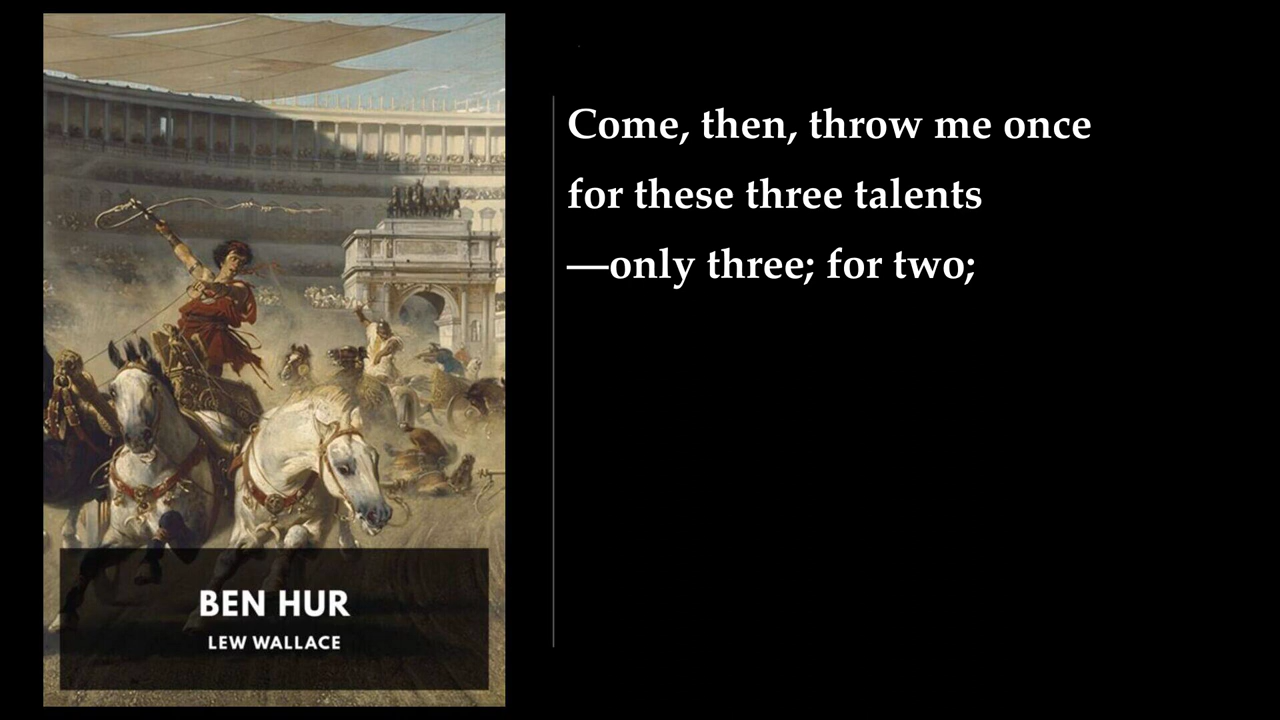 BEN HUR
LEW WALLACE
Come, then, throw me once
for these three talents
—only three; for two;